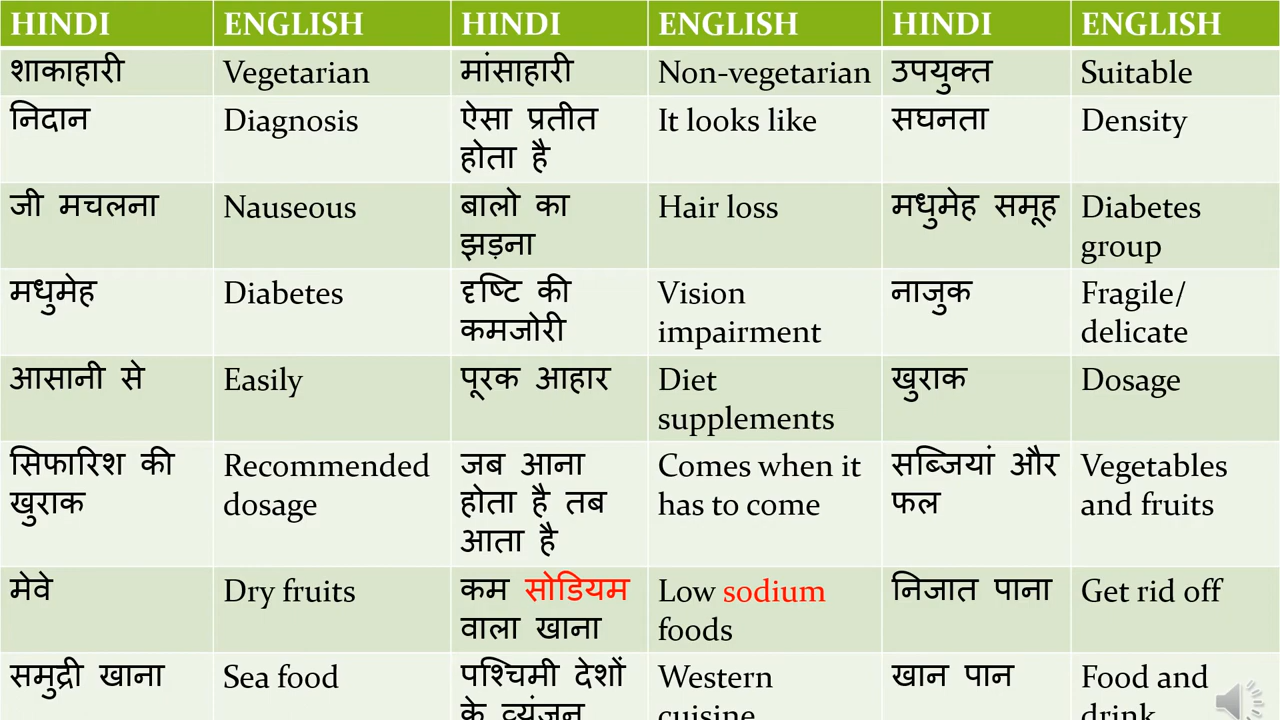 HINDI ENGLISH HINDI ENGLISH HINDI ENGLISH
शाकाहारी Vegetarian मांसाहारी Non-vegetarian उपयुक्त Suitable
निदान Diagnosis ऐसा प्रतीत It looks like सघनता Density
होता है
जी मचलना Nauseous बालो का Hair loss मधुमेह समूह Diabetes
झड़ना group
मधुमेह Diabetes दृष्टि की Vision नाजुक Fragile/
कमजोरी impairment delicate
आसानी से Easily पूरक आहार Diet खुराक Dosage
supplements
सिफारिश की Recommended जब आना Comes when it सब्जियां और Vegetables
खुराक dosage होता है तब has to come फल and fruits
आता है
मेवे Dry fruits कम सोडियम Low sodium निजात पाना Get rid off
वाला खाना foods
समुद्री खाना Sea food पश्चिमी देशों Western खान पान Food and
के व्यंजन cuisine drink